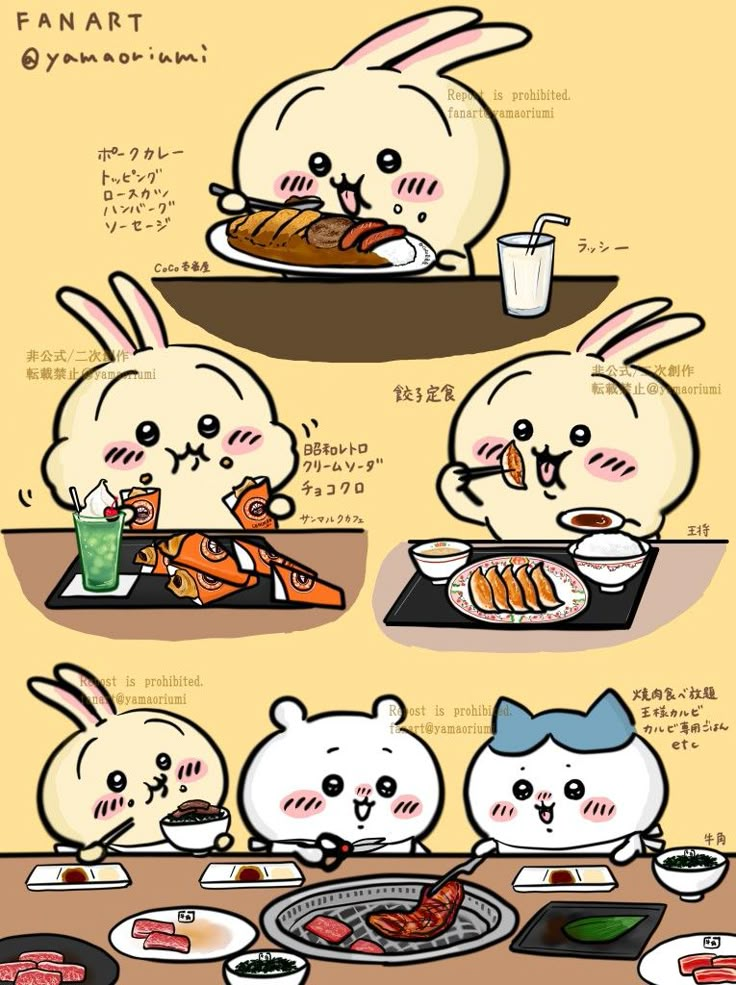 FANART
@yamaoriumi
Repost is prohibited.
fanart@yamaoriumi
ポークカレー
トッピング
ロースカツ
ハンバーグ
ソーセージ
CoCo壱番屋
ラッシー
非公式/二次創作
転載禁止@yamaoriumi
昭和レトロ
クリームソーダ
チョコクロ
サンマルクカフェ
非公式/二次創作
転載禁止@yamaoriumi
餃子定食
王将
Repost is prohibited.
fanart@yamaoriumi
Repost is prohibited.
fanart@yamaoriumi
焼肉食べ放題
王様カルビ
カルビ専用ごはん
etc
牛角